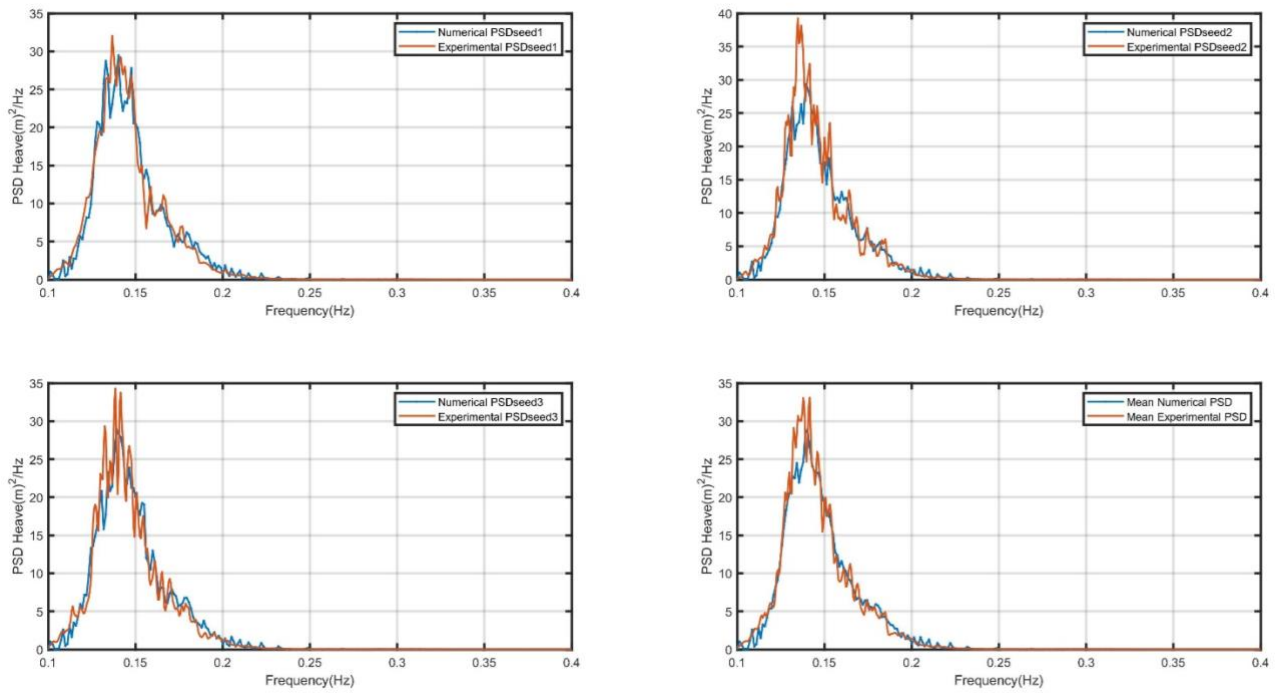 35
30
25
20
15
10
5
0
PSD Heave(m)²/Hz
Numerical PSDseed1
Experimental PSDseed1
0.1 0.15 0.2 0.25 0.3 0.35 0.4
Frequency(Hz)
40
35
30
25
20
15
10
5
0
PSD Heave(m)²/Hz
Numerical PSDseed2
Experimental PSDseed2
0.1 0.15 0.2 0.25 0.3 0.35 0.4
Frequency(Hz)
35
30
25
20
15
10
5
0
PSD Heave(m)²/Hz
Numerical PSDseed3
Experimental PSDseed3
0.1 0.15 0.2 0.25 0.3 0.35 0.4
Frequency(Hz)
35
30
25
20
15
10
5
0
PSD Heave(m)²/Hz
Mean Numerical PSD
Mean Experimental PSD
0.1 0.15 0.2 0.25 0.3 0.35 0.4
Frequency(Hz)